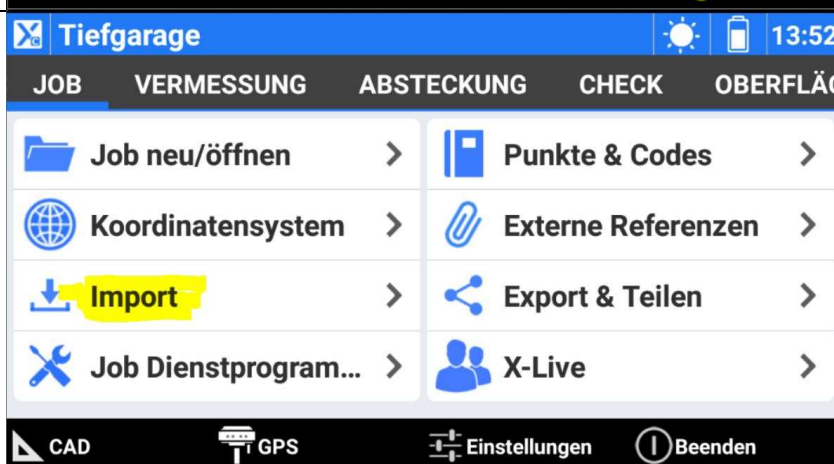 Tiefgarage 13:52
JOB VERMESSUNG ABSTECKUNG CHECK OBERFLÄC
Job neu/öffnen Punkte & Codes
Koordinatensystem Externe Referenzen
Import Export & Teilen
Job Dienstprogram... X-Live
CAD GPS Einstellungen Beenden